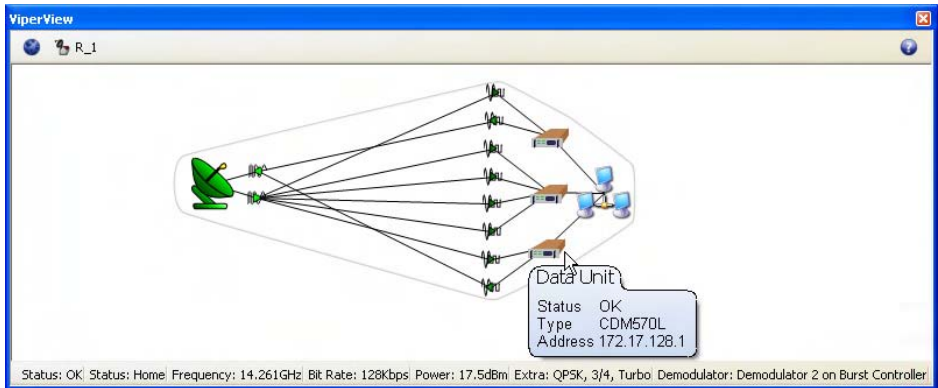 ViperView
R_1
Data Unit
Status OK
Type CDM570L
Address 172.17.128.1
Status: OK Status: Home Frequency: 14.261GHz Bit Rate: 128Kbps Power: 17.5dBm Extra: QPSK, 3/4, Turbo Demodulator: Demodulator 2 on Burst Controller